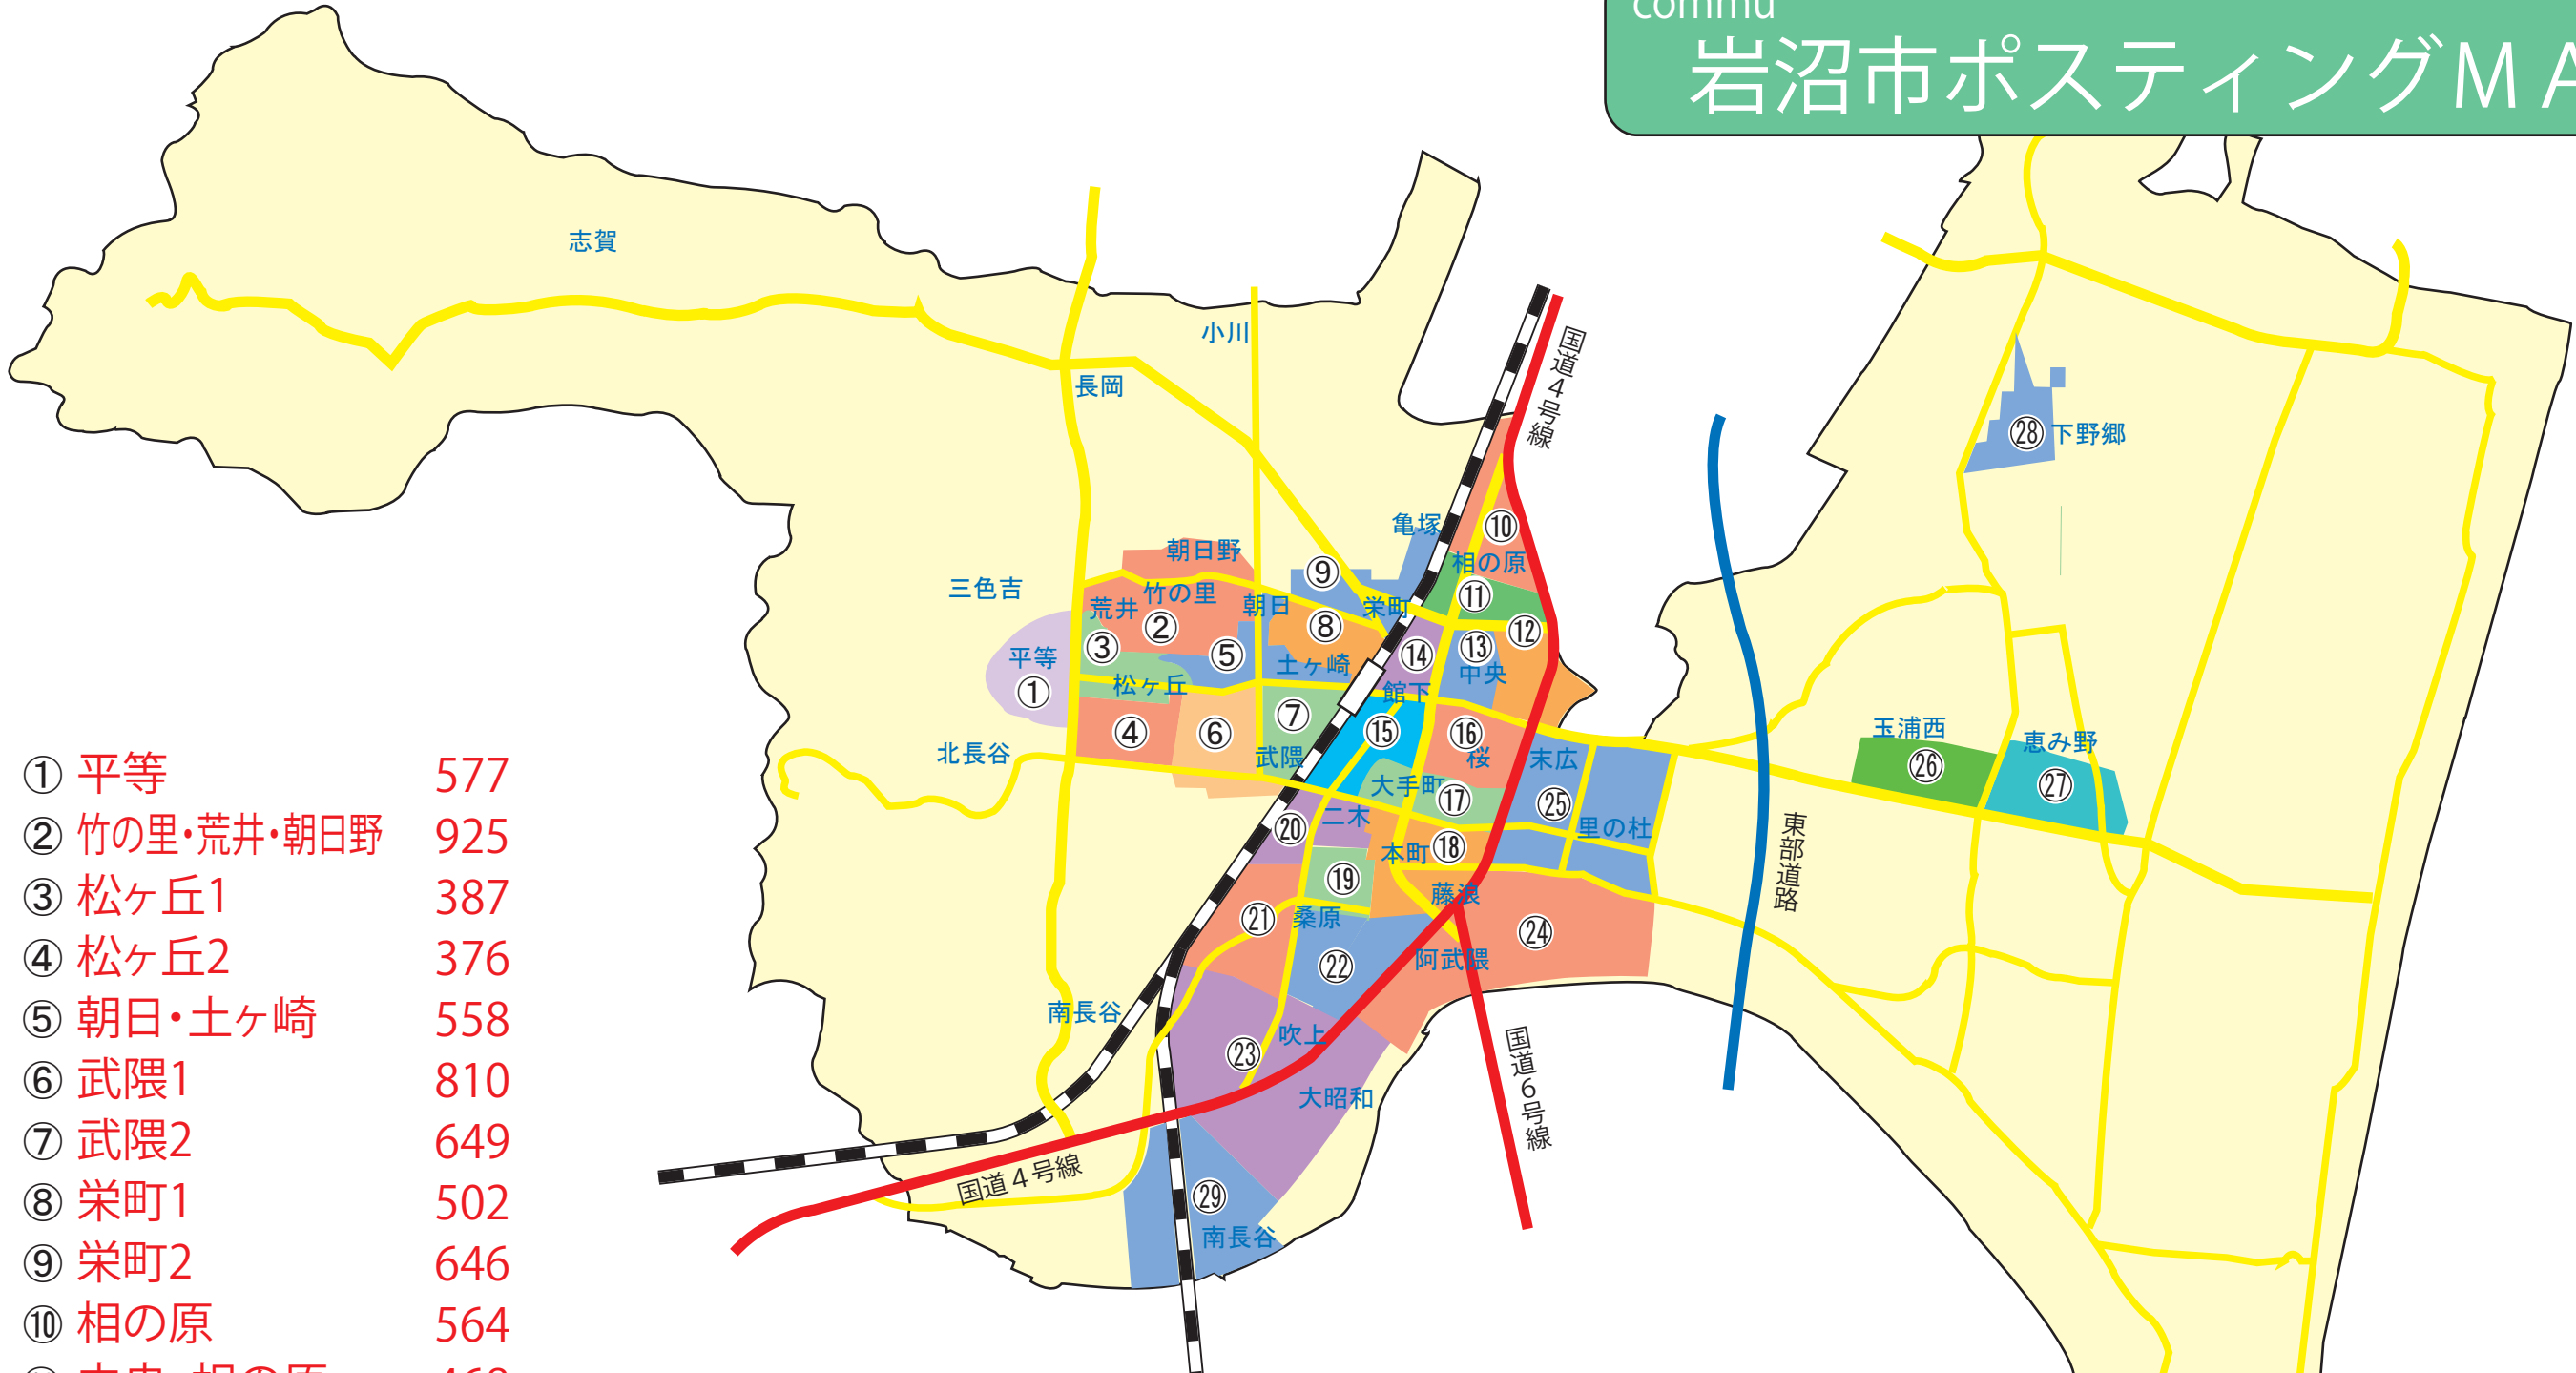 commu
岩沼市ポスティングMA
志賀
小川
長岡
国道4号線
下野郷
㉘
亀塚
⑩
相の原
朝日野
⑨
三色吉
竹の里
荒井
朝日
栄町
⑪
②
⑧
⑫
③
⑤
⑭
⑬
平等
土ヶ崎
中央
①
松ヶ丘
館下
⑦
④
⑥
⑮
⑯
玉浦西
恵み野
北長谷
武隈
桜
末広
㉖
㉗
大手町
⑰
㉕
二木
⑳
里の杜
本町
⑱
東部道路
⑲
藤浪
㉑
桑原
㉔
㉒
阿武隈
南長谷
吹上
㉓
国道6号線
大昭和
国道4号線
㉙
南長谷
① 平等 577
② 竹の里・荒井・朝日野 925
③ 松ヶ丘1 387
④ 松ヶ丘2 376
⑤ 朝日・土ヶ崎 558
⑥ 武隈1 810
⑦ 武隈2 649
⑧ 栄町1 502
⑨ 栄町2 646
⑩ 相の原 564